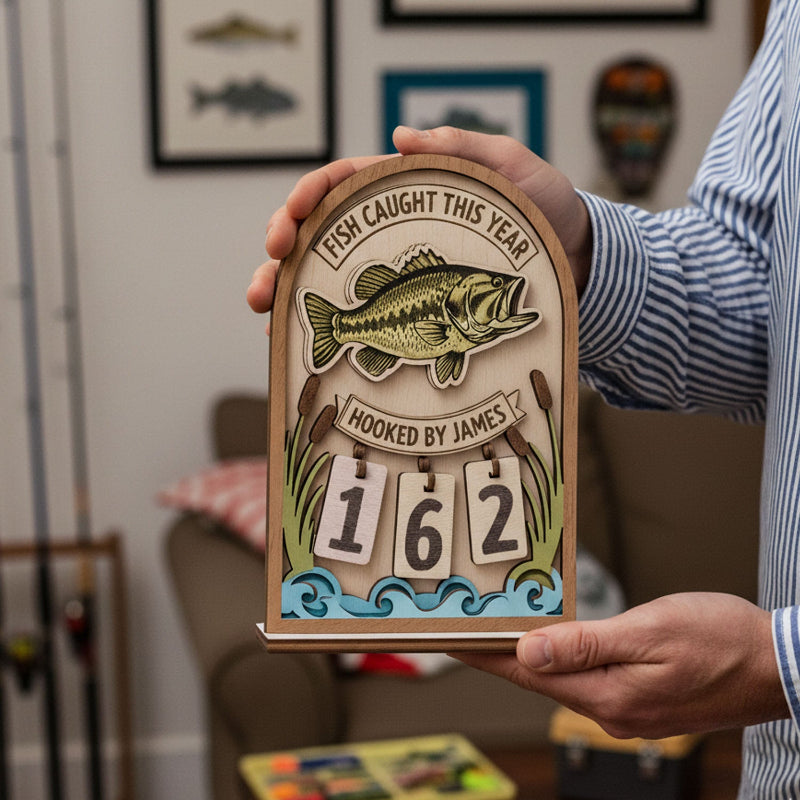 FISH CAUGHT THIS YEAR
HOOKED BY JAMES
1 6 2